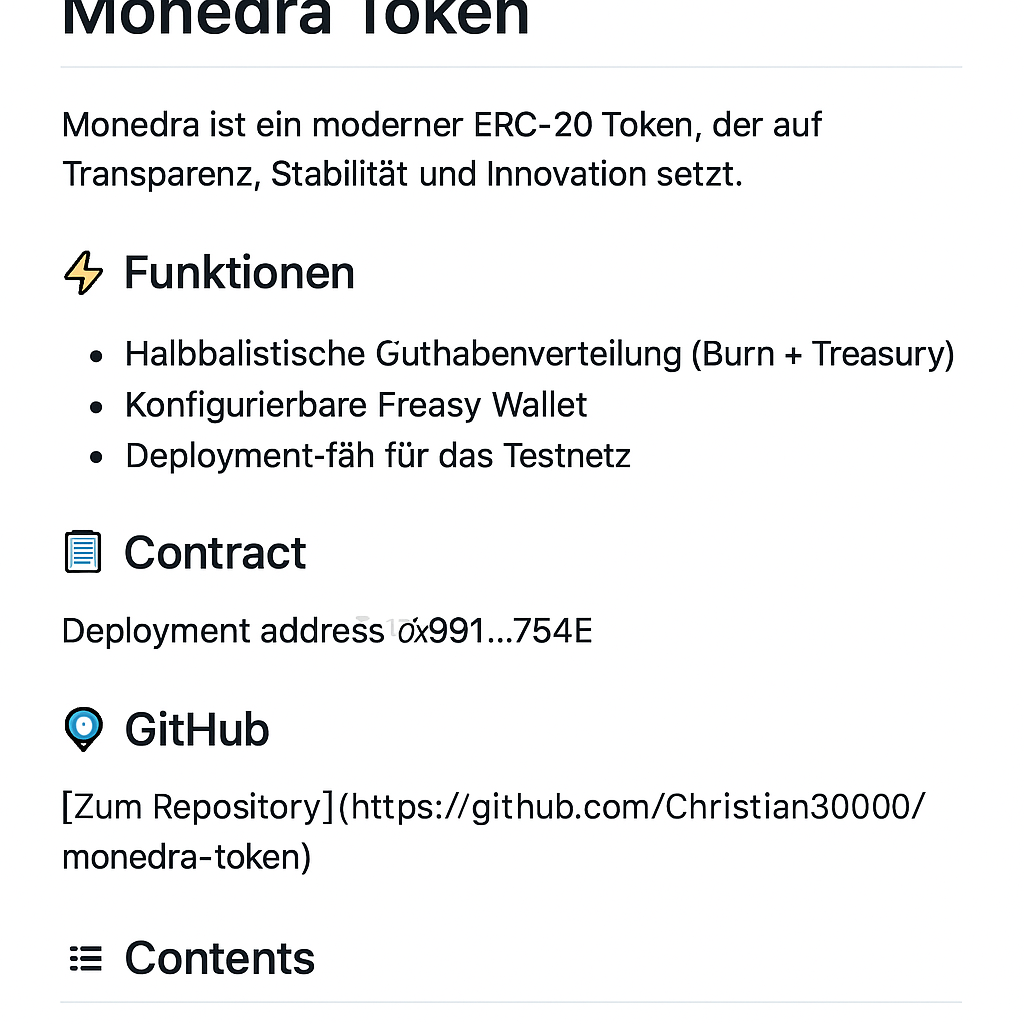 Monedra Token
Monedra ist ein moderner ERC-20 Token, der auf
Transparenz, Stabilität und Innovation setzt.
Funktionen
Halbbalistische Guthabenverteilung (Burn + Treasury)
Konfigurierbare Freasy Wallet
Deployment-fäh für das Testnetz
Contract
Deployment address 0x991...754E
GitHub
[Zum Repository](https://github.com/Christian30000/
monedra-token)
Contents